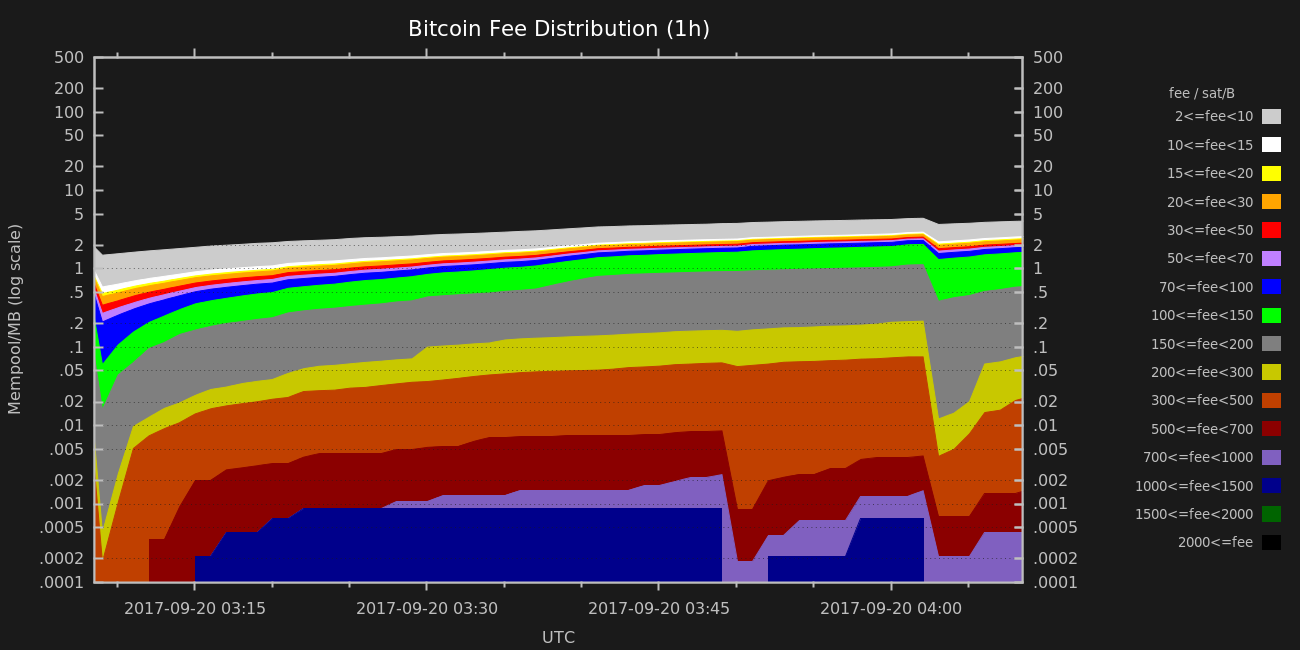 Bitcoin Fee Distribution (1h)
500 500
200 200
100 100
50 50
20 20
10 10
5 5
2 2
1 1
.5 .5
.2 .2
.1 .1
.05 .05
.02 .02
.01 .01
.005 .005
.002 .002
.001 .001
.0005 .0005
.0002 .0002
.0001 .0001
Mempool/MB (log scale)
2017-09-20 03:15 2017-09-20 03:30 2017-09-20 03:45 2017-09-20 04:00
UTC
fee / sat/B
2<=fee<10
10<=fee<15
15<=fee<20
20<=fee<30
30<=fee<50
50<=fee<70
70<=fee<100
100<=fee<150
150<=fee<200
200<=fee<300
300<=fee<500
500<=fee<700
700<=fee<1000
1000<=fee<1500
1500<=fee<2000
2000<=fee